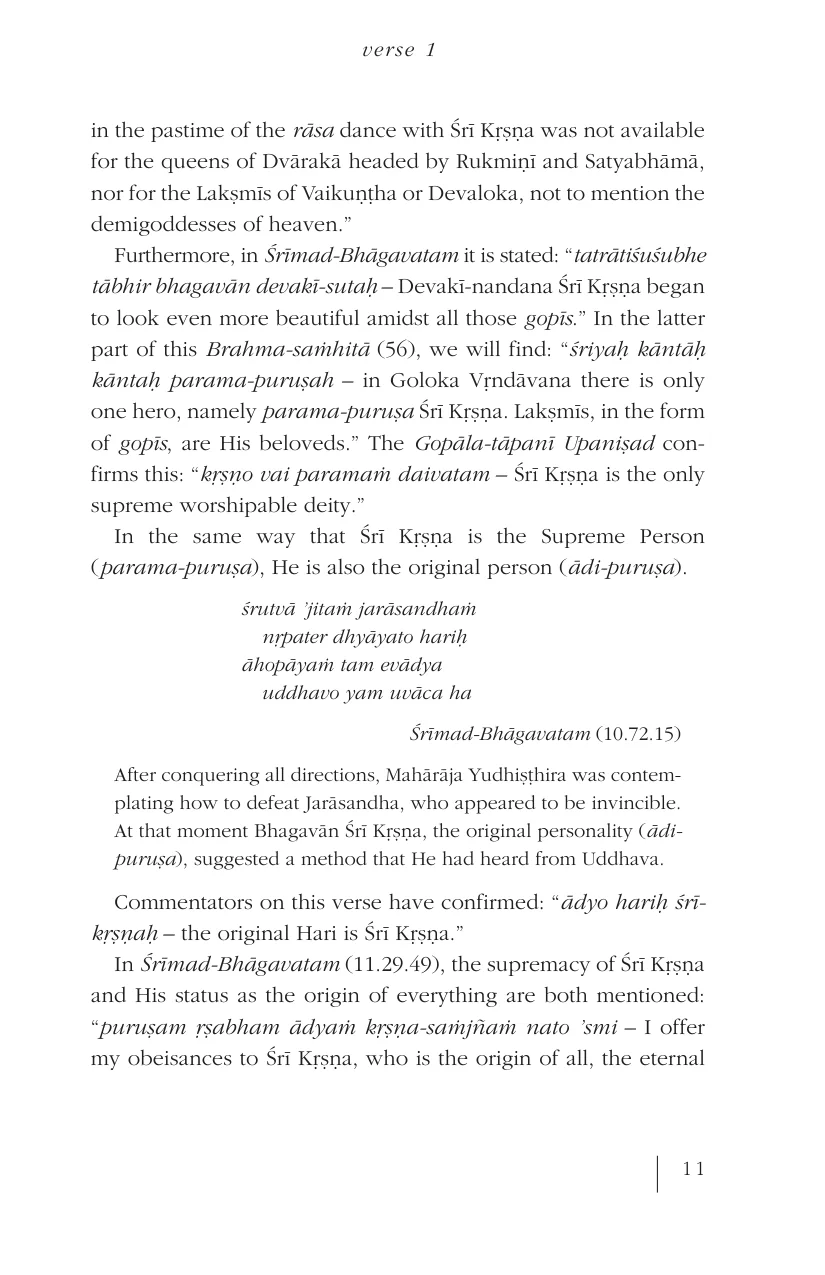 verse 1
in the pastime of the rāsa dance with Śrī Kṛṣṇa was not available
for the queens of Dvārakā headed by Rukmiṇī and Satyabhāmā,
nor for the Lakṣmīs of Vaikuṇṭha or Devaloka, not to mention the
demigoddesses of heaven.”
Furthermore, in Śrīmad-Bhāgavatam it is stated: “tatrātiśuśubhe
tābhir bhagavān devakī-sutaḥ – Devakī-nandana Śrī Kṛṣṇa began
to look even more beautiful amidst all those gopīs.” In the latter
part of this Brahma-saṁhitā (56), we will find: “śriyaḥ kāntāḥ
kāntaḥ parama-puruṣah – in Goloka Vṛndāvana there is only
one hero, namely parama-puruṣa Śrī Kṛṣṇa. Lakṣmīs, in the form
of gopīs, are His beloveds.” The Gopāla-tāpanī Upaniṣad con-
firms this: “kṛṣṇo vai paramaṁ daivatam – Śrī Kṛṣṇa is the only
supreme worshipable deity.”
In the same way that Śrī Kṛṣṇa is the Supreme Person
(parama-puruṣa), He is also the original person (ādi-puruṣa).
śrutvā ’jitaṁ jarāsandhaṁ
nṛpater dhyāyato hariḥ
āhopāyaṁ tam evādya
uddhavo yam uvāca ha
Śrīmad-Bhāgavatam (10.72.15)
After conquering all directions, Mahārāja Yudhiṣṭhira was contem-
plating how to defeat Jarāsandha, who appeared to be invincible.
At that moment Bhagavān Śrī Kṛṣṇa, the original personality (ādi-
puruṣa), suggested a method that He had heard from Uddhava.
Commentators on this verse have confirmed: “ādyo hariḥ śrī-
kṛṣṇaḥ – the original Hari is Śrī Kṛṣṇa.”
In Śrīmad-Bhāgavatam (11.29.49), the supremacy of Śrī Kṛṣṇa
and His status as the origin of everything are both mentioned:
“puruṣam ṛṣabham ādyaṁ kṛṣṇa-saṁjñaṁ nato ’smi – I offer
my obeisances to Śrī Kṛṣṇa, who is the origin of all, the eternal
11